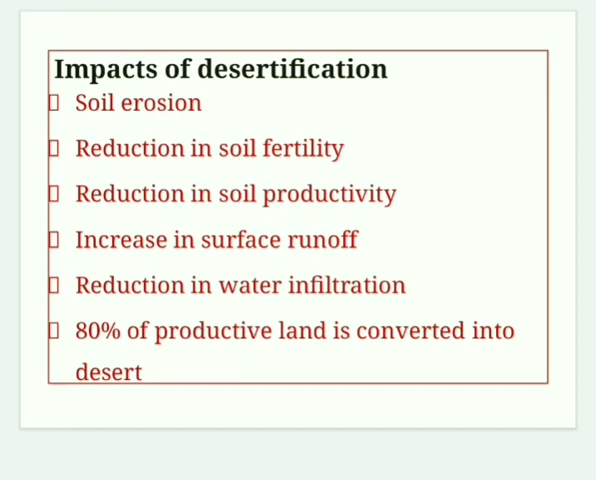 Impacts of desertification
Soil erosion
Reduction in soil fertility
Reduction in soil productivity
Increase in surface runoff
Reduction in water infiltration
80% of productive land is converted into
desert